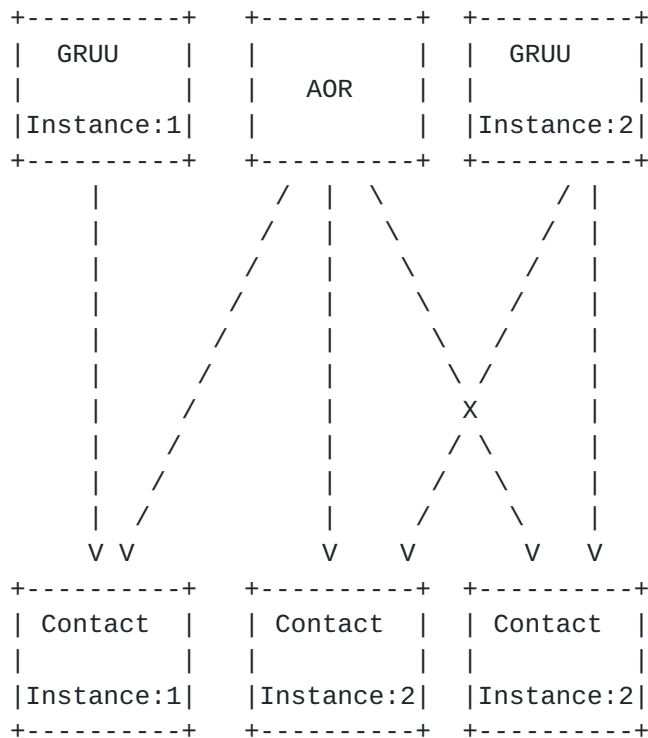 +----------+   +----------+  +----------+
|  GRUU    |   |          |  |  GRUU    |
|          |   |   AOR    |  |          |
|Instance:1|   |          |  |Instance:2|
+----------+   +----------+  +----------+
     |           /  |  \           / |
     |          /   |   \         /  |
     |         /    |    \       /   |
     |        /     |     \     /    |
     |       /      |      \   /     |
     |      /       |       \ /      |
     |     /        |        X       |
     |    /         |       / \      |
     |   /          |      /   \     |
     |  /           |     /     \    |
     V V            V    V       V   V
+----------+   +----------+  +----------+
| Contact  |   | Contact  |  | Contact  |
|          |   |          |  |          |
|Instance:1|   |Instance:2|  |Instance:2|
+----------+   +----------+  +----------+